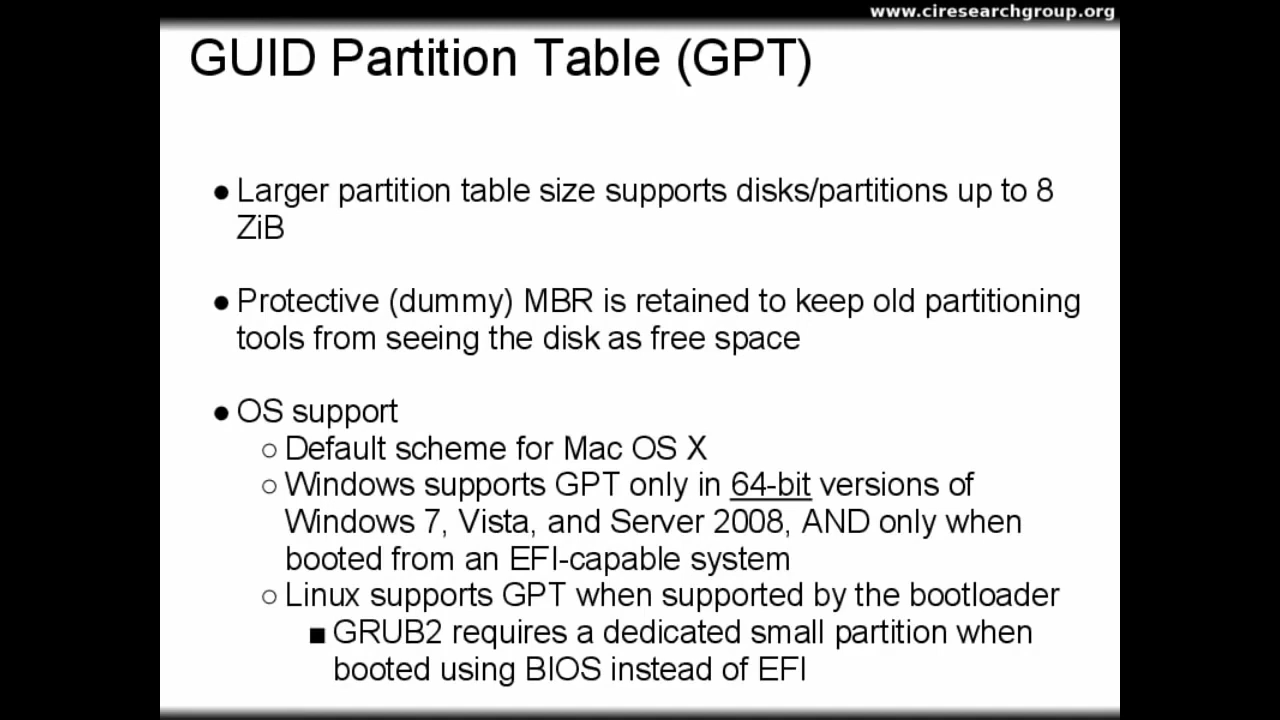 www.ciresearchgroup.org
GUID Partition Table (GPT)
● Larger partition table size supports disks/partitions up to 8
ZiB
● Protective (dummy) MBR is retained to keep old partitioning
tools from seeing the disk as free space
● OS support
○ Default scheme for Mac OS X
○ Windows supports GPT only in 64-bit versions of
Windows 7, Vista, and Server 2008, AND only when
booted from an EFI-capable system
○ Linux supports GPT when supported by the bootloader
■ GRUB2 requires a dedicated small partition when
booted using BIOS instead of EFI